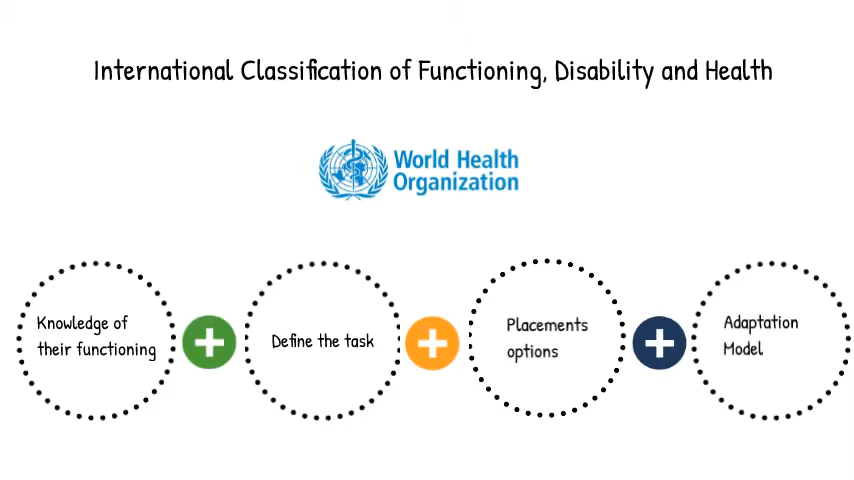 International Classification of Functioning, Disability and Health
World Health
Organization
Knowledge of
their functioning
Define the task
Placements
options
Adaptation
Model